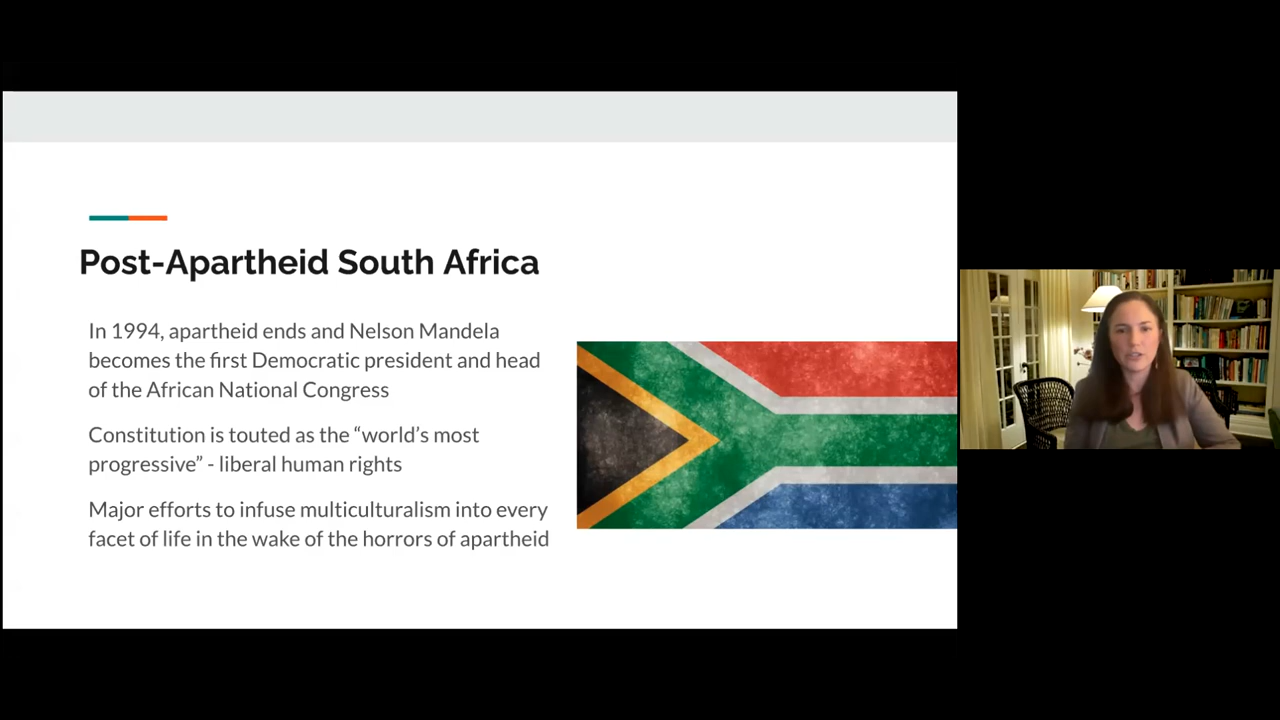 Post-Apartheid South Africa
In 1994, apartheid ends and Nelson Mandela
becomes the first Democratic president and head
of the African National Congress
Constitution is touted as the “world’s most
progressive” - liberal human rights
Major efforts to infuse multiculturalism into every
facet of life in the wake of the horrors of apartheid